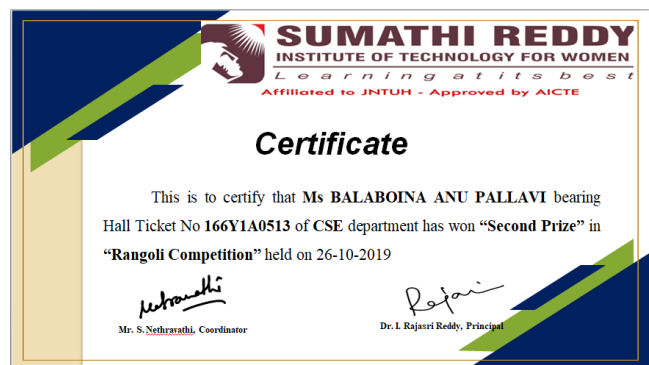 SUMATHI REDDY
INSTITUTE OF TECHNOLOGY FOR WOMEN
Learning at its best
Affiliated to JNTUH - Approved by AICTE
Certificate
This is to certify that Ms BALABOINA ANU PALLAVI bearing
Hall Ticket No 166Y1A0513 of CSE department has won “Second Prize” in
“Rangoli Competition” held on 26-10-2019
Mr. S. Nethravathi, Coordinator
Dr. I. Rajasri Reddy, Principal